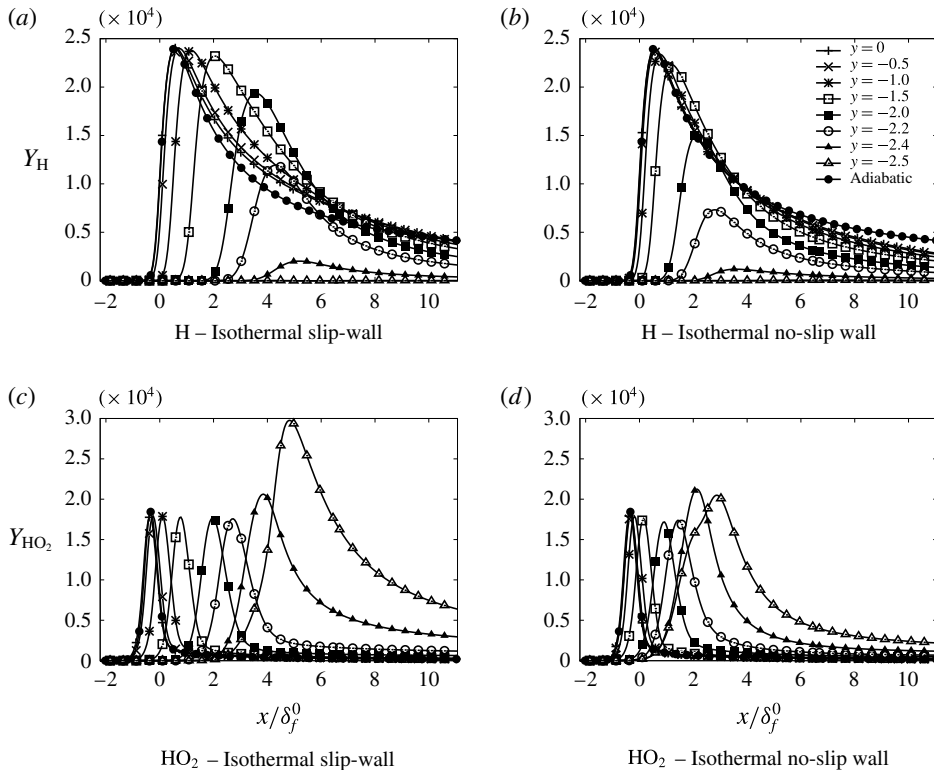 (a) (× 10⁴) (b) (× 10⁴)
2.5 2.5
y = 0
y = −0.5
2.0 2.0
y = −1.0
y = −1.5
1.5 1.5
y = −2.0
y = −2.2
Y_H
y = −2.4
1.0 1.0
y = −2.5
Adiabatic
0.5 0.5
0 0
−2 0 2 4 6 8 10 −2 0 2 4 6 8 10
H – Isothermal slip-wall H – Isothermal no-slip wall
(c) (× 10⁴) (d) (× 10⁴)
3.0 3.0
2.5 2.5
2.0 2.0
Y_HO₂ 1.5 1.5
1.0 1.0
0.5 0.5
0 0
−2 0 2 4 6 8 10 −2 0 2 4 6 8 10
x/δ_f^0 x/δ_f^0
HO₂ – Isothermal slip-wall HO₂ – Isothermal no-slip wall